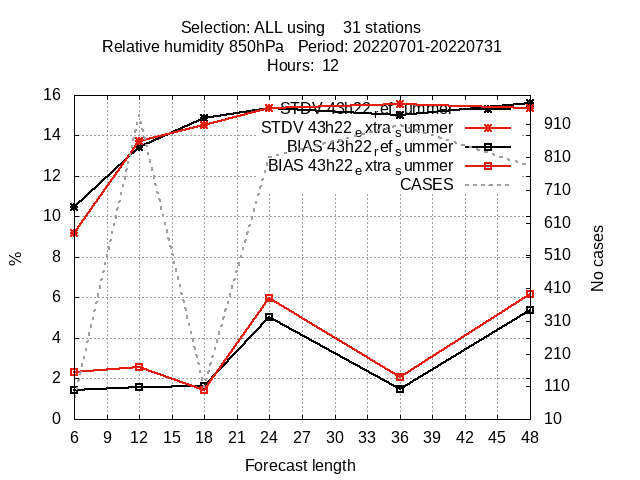 Selection: ALL using    31 stations
Relative humidity 850hPa   Period: 20220701-20220731
Hours:  12
STDV 43h22_ref_summer
STDV 43h22_extra_summer
BIAS 43h22_ref_summer
BIAS 43h22_extra_summer
CASES
16
14
12
10
8
6
4
2
0
%
910
810
710
610
510
410
310
210
110
10
No cases
6 9 12 15 18 21 24 27 30 33 36 39 42 45 48
Forecast length